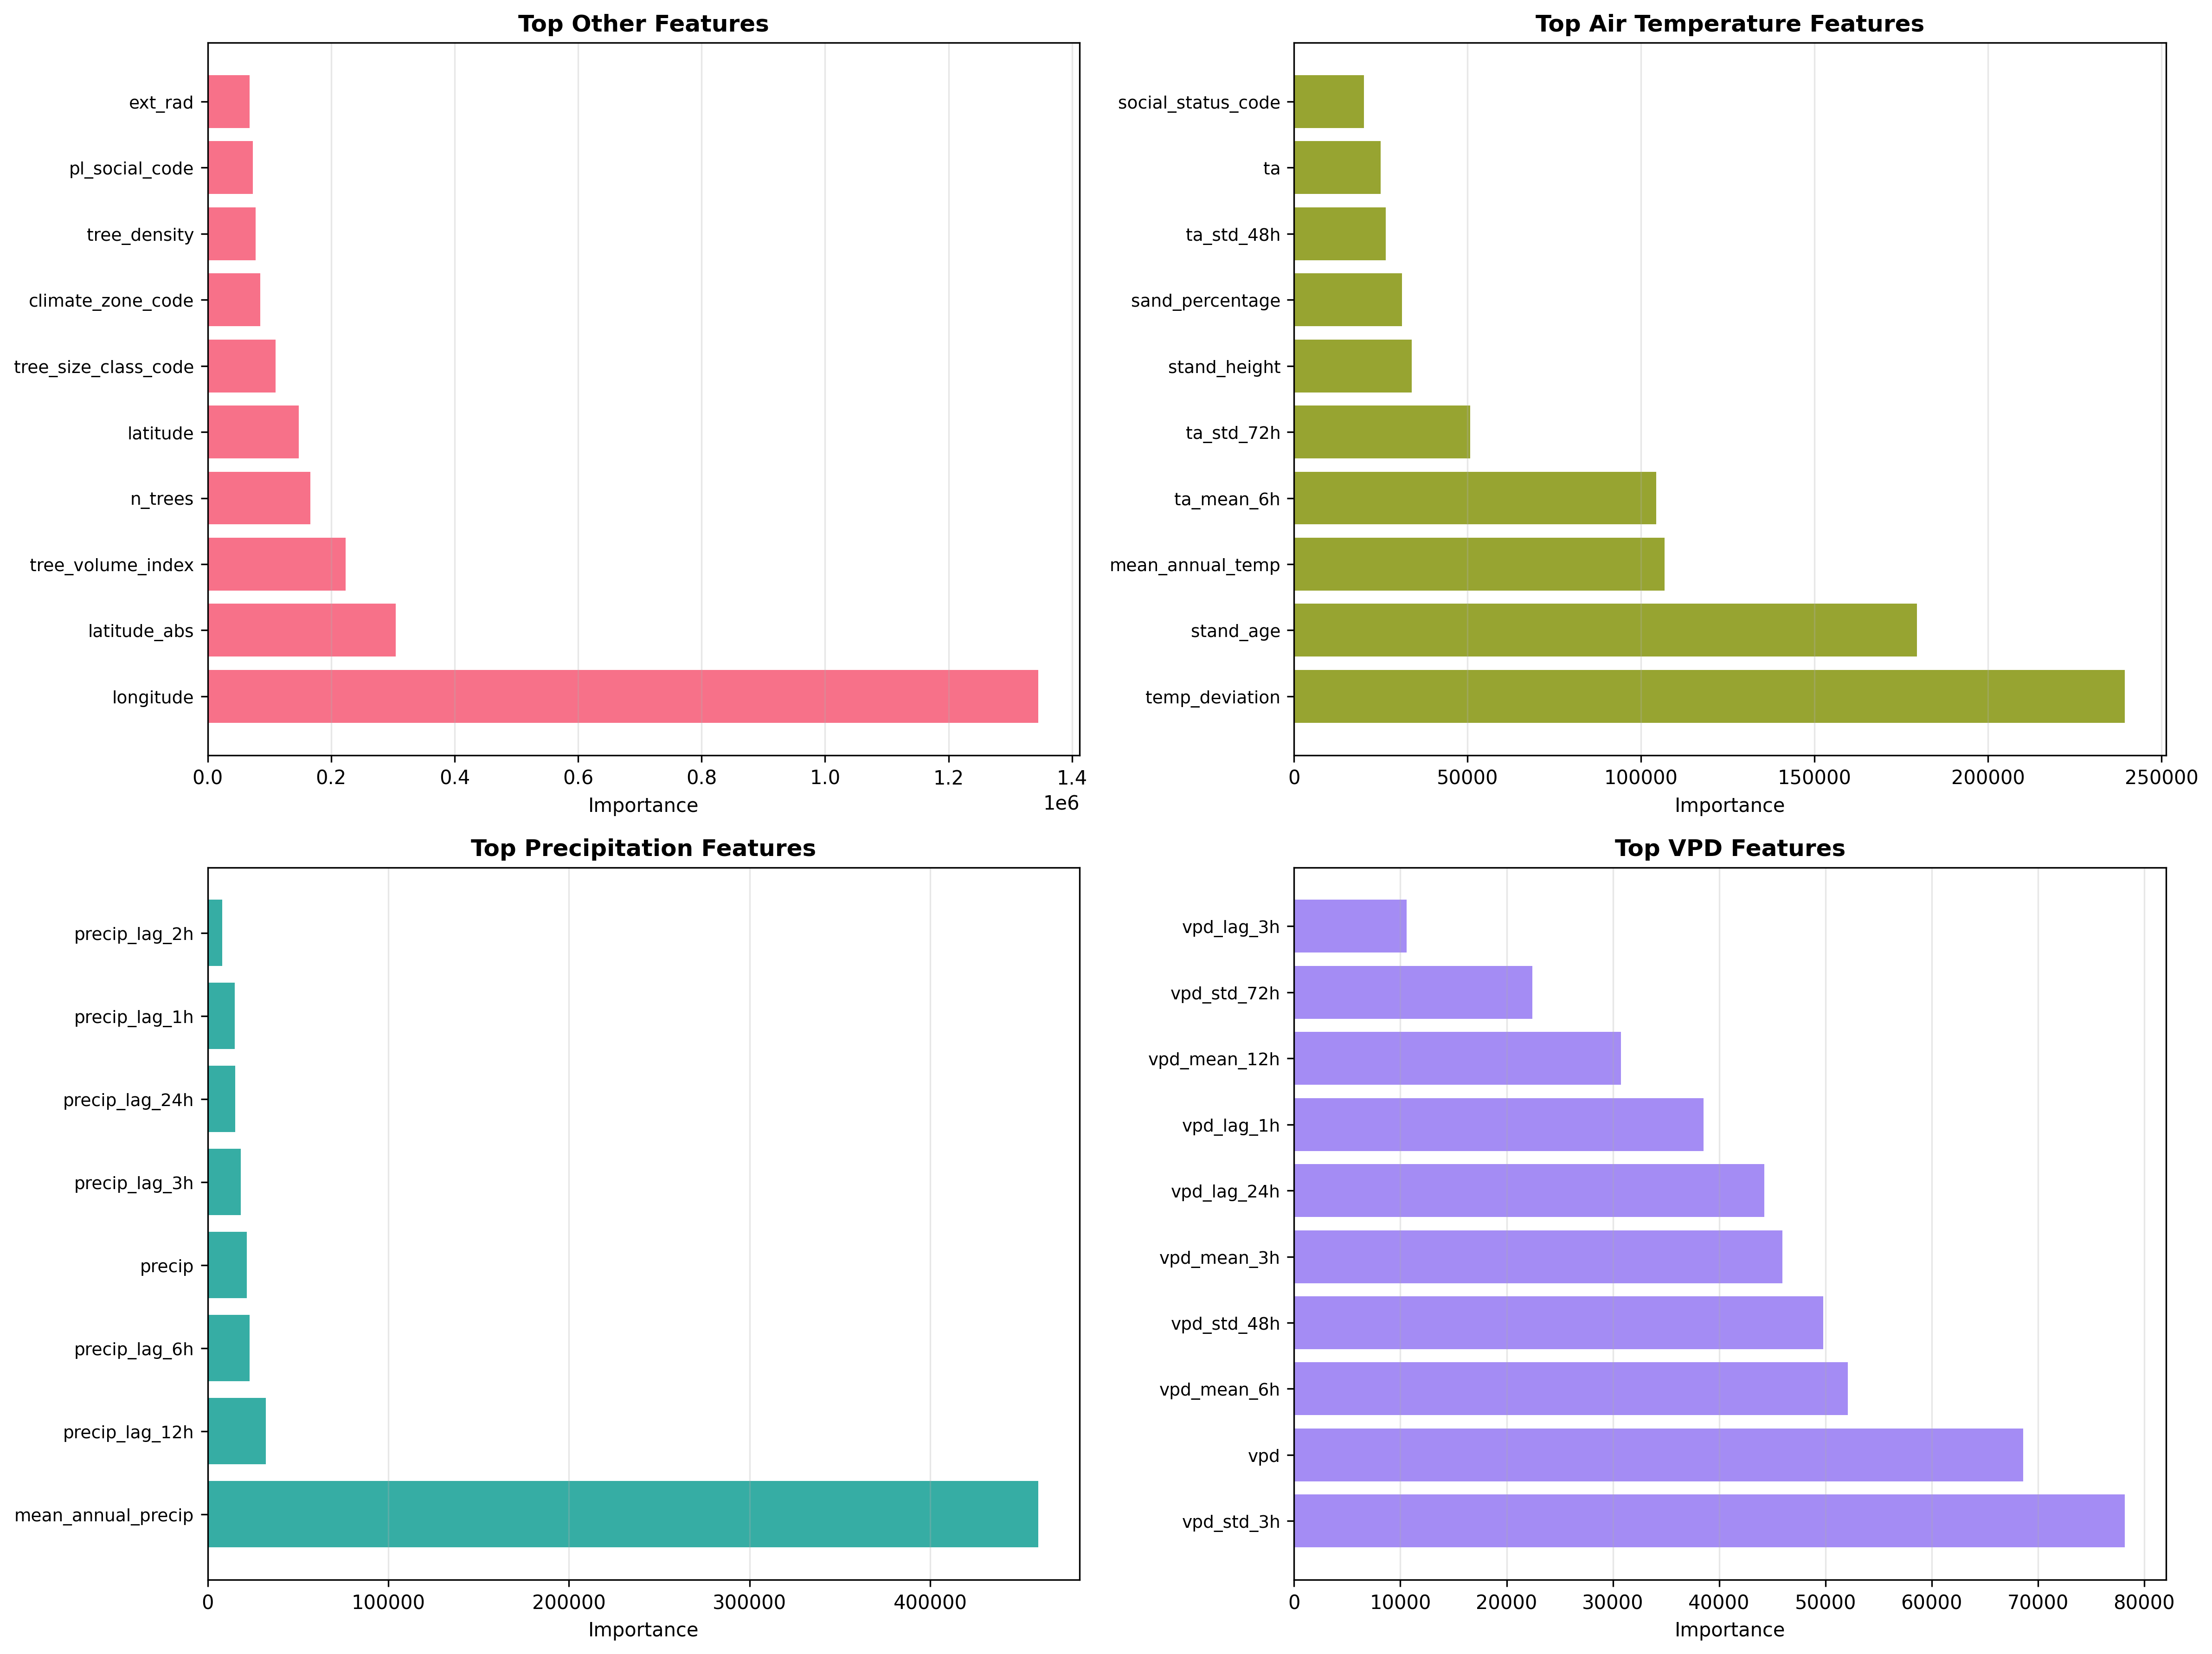 Top Other Features
ext_rad
pl_social_code
tree_density
climate_zone_code
tree_size_class_code
latitude
n_trees
tree_volume_index
latitude_abs
longitude
0.0 0.2 0.4 0.6 0.8 1.0 1.2 1.4
1e6
Importance
Top Air Temperature Features
social_status_code
ta
ta_std_48h
sand_percentage
stand_height
ta_std_72h
ta_mean_6h
mean_annual_temp
stand_age
temp_deviation
0 50000 100000 150000 200000 250000
Importance
Top Precipitation Features
precip_lag_2h
precip_lag_1h
precip_lag_24h
precip_lag_3h
precip
precip_lag_6h
precip_lag_12h
mean_annual_precip
0 100000 200000 300000 400000
Importance
Top VPD Features
vpd_lag_3h
vpd_std_72h
vpd_mean_12h
vpd_lag_1h
vpd_lag_24h
vpd_mean_3h
vpd_std_48h
vpd_mean_6h
vpd
vpd_std_3h
0 10000 20000 30000 40000 50000 60000 70000 80000
Importance